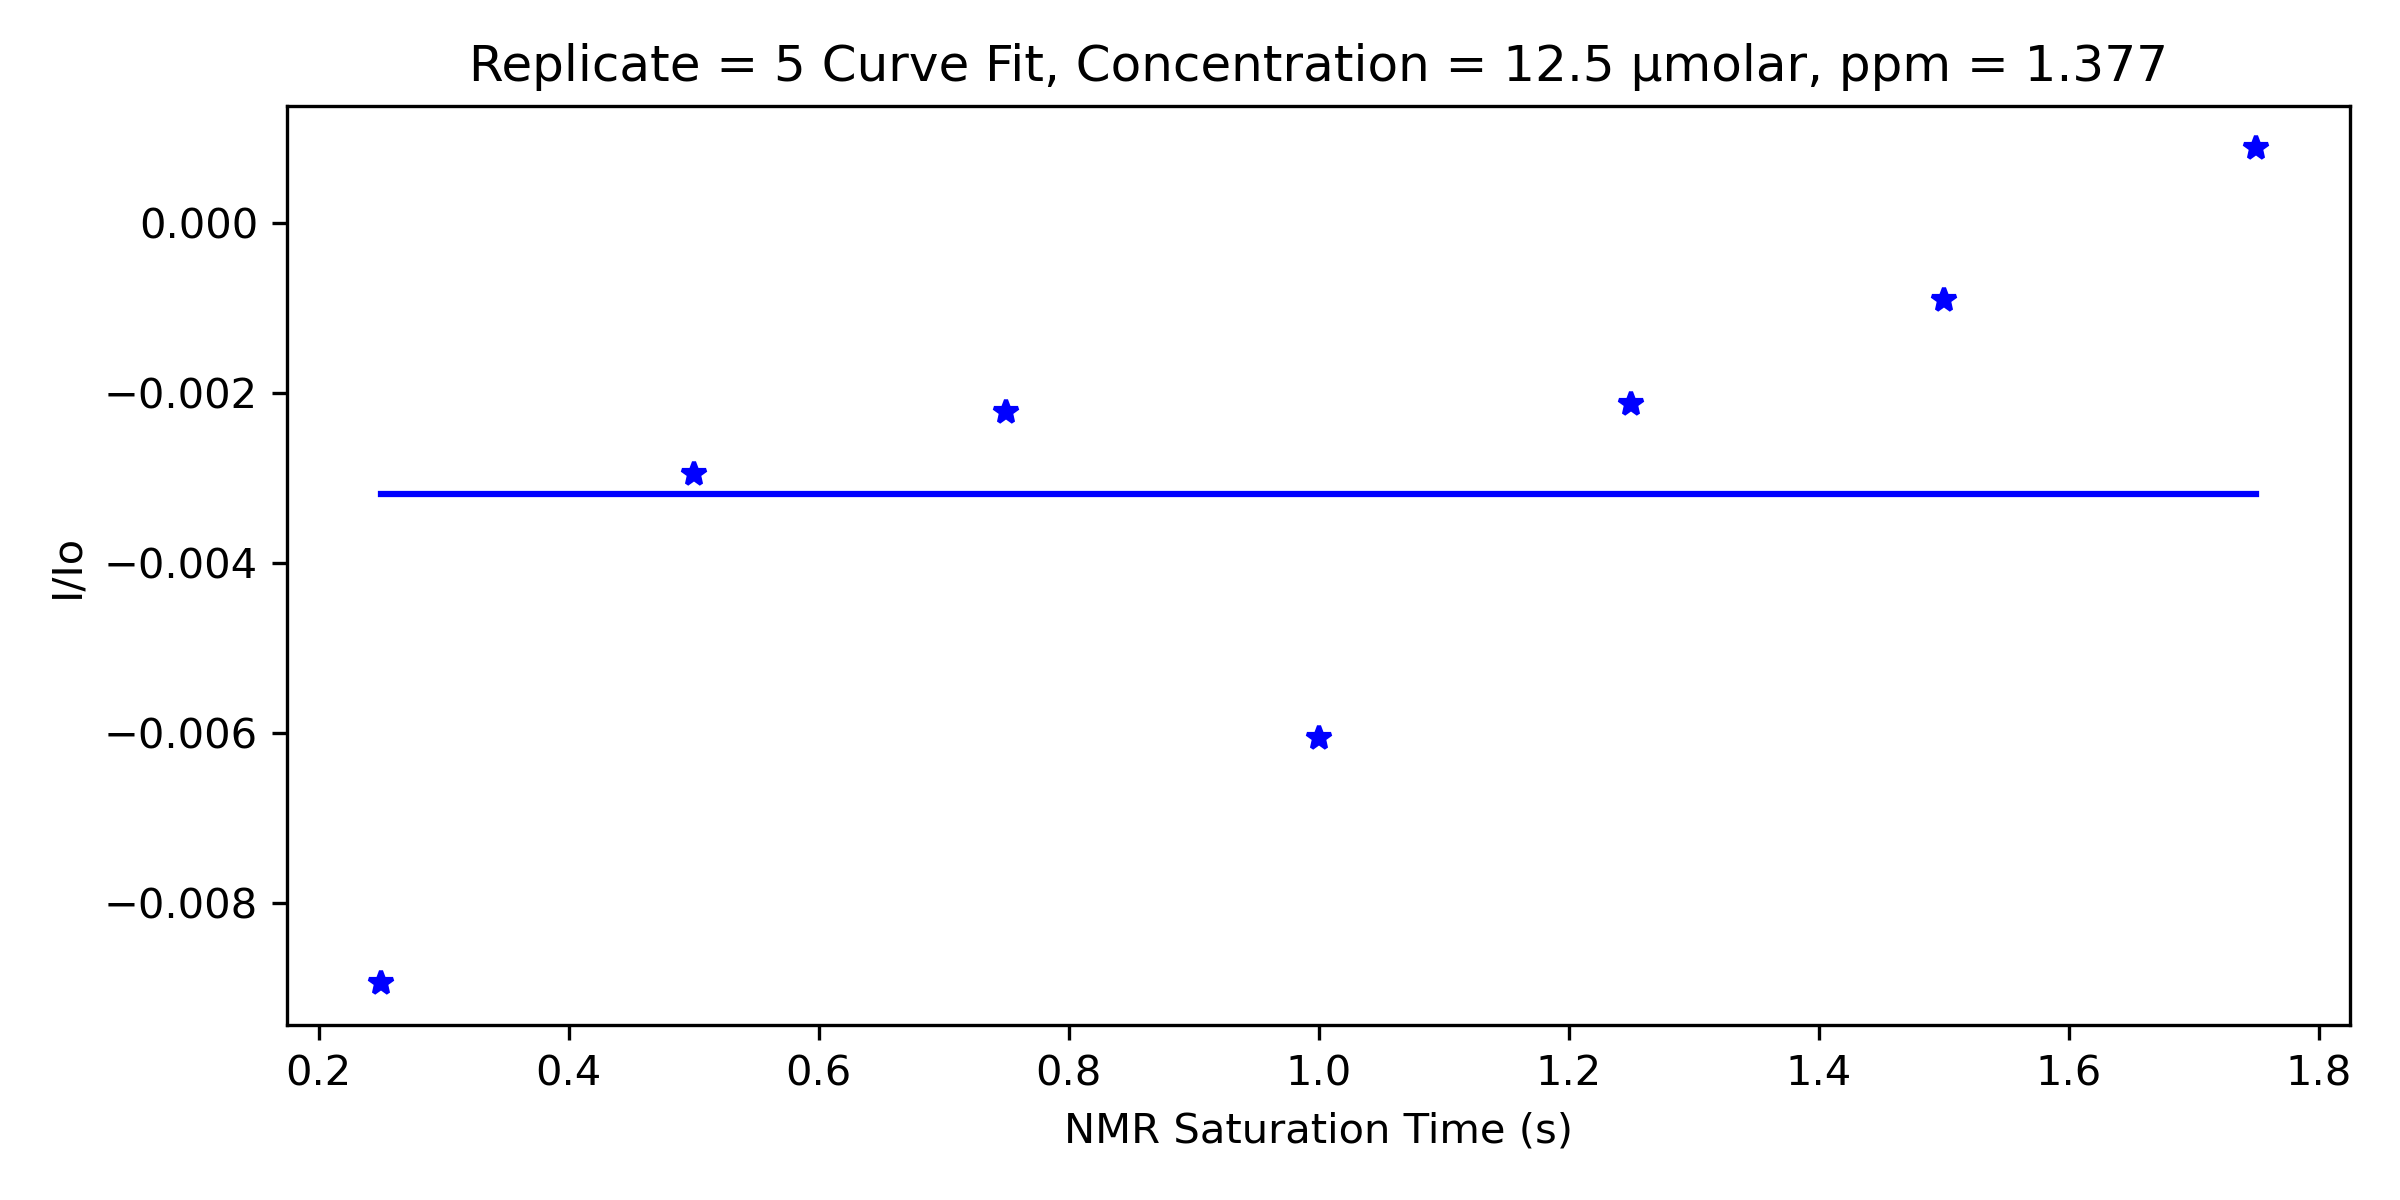 Replicate = 5 Curve Fit, Concentration = 12.5 µmolar, ppm = 1.377
0.000
−0.002
−0.004
−0.006
−0.008
I/Io
0.2 0.4 0.6 0.8 1.0 1.2 1.4 1.6 1.8
NMR Saturation Time (s)